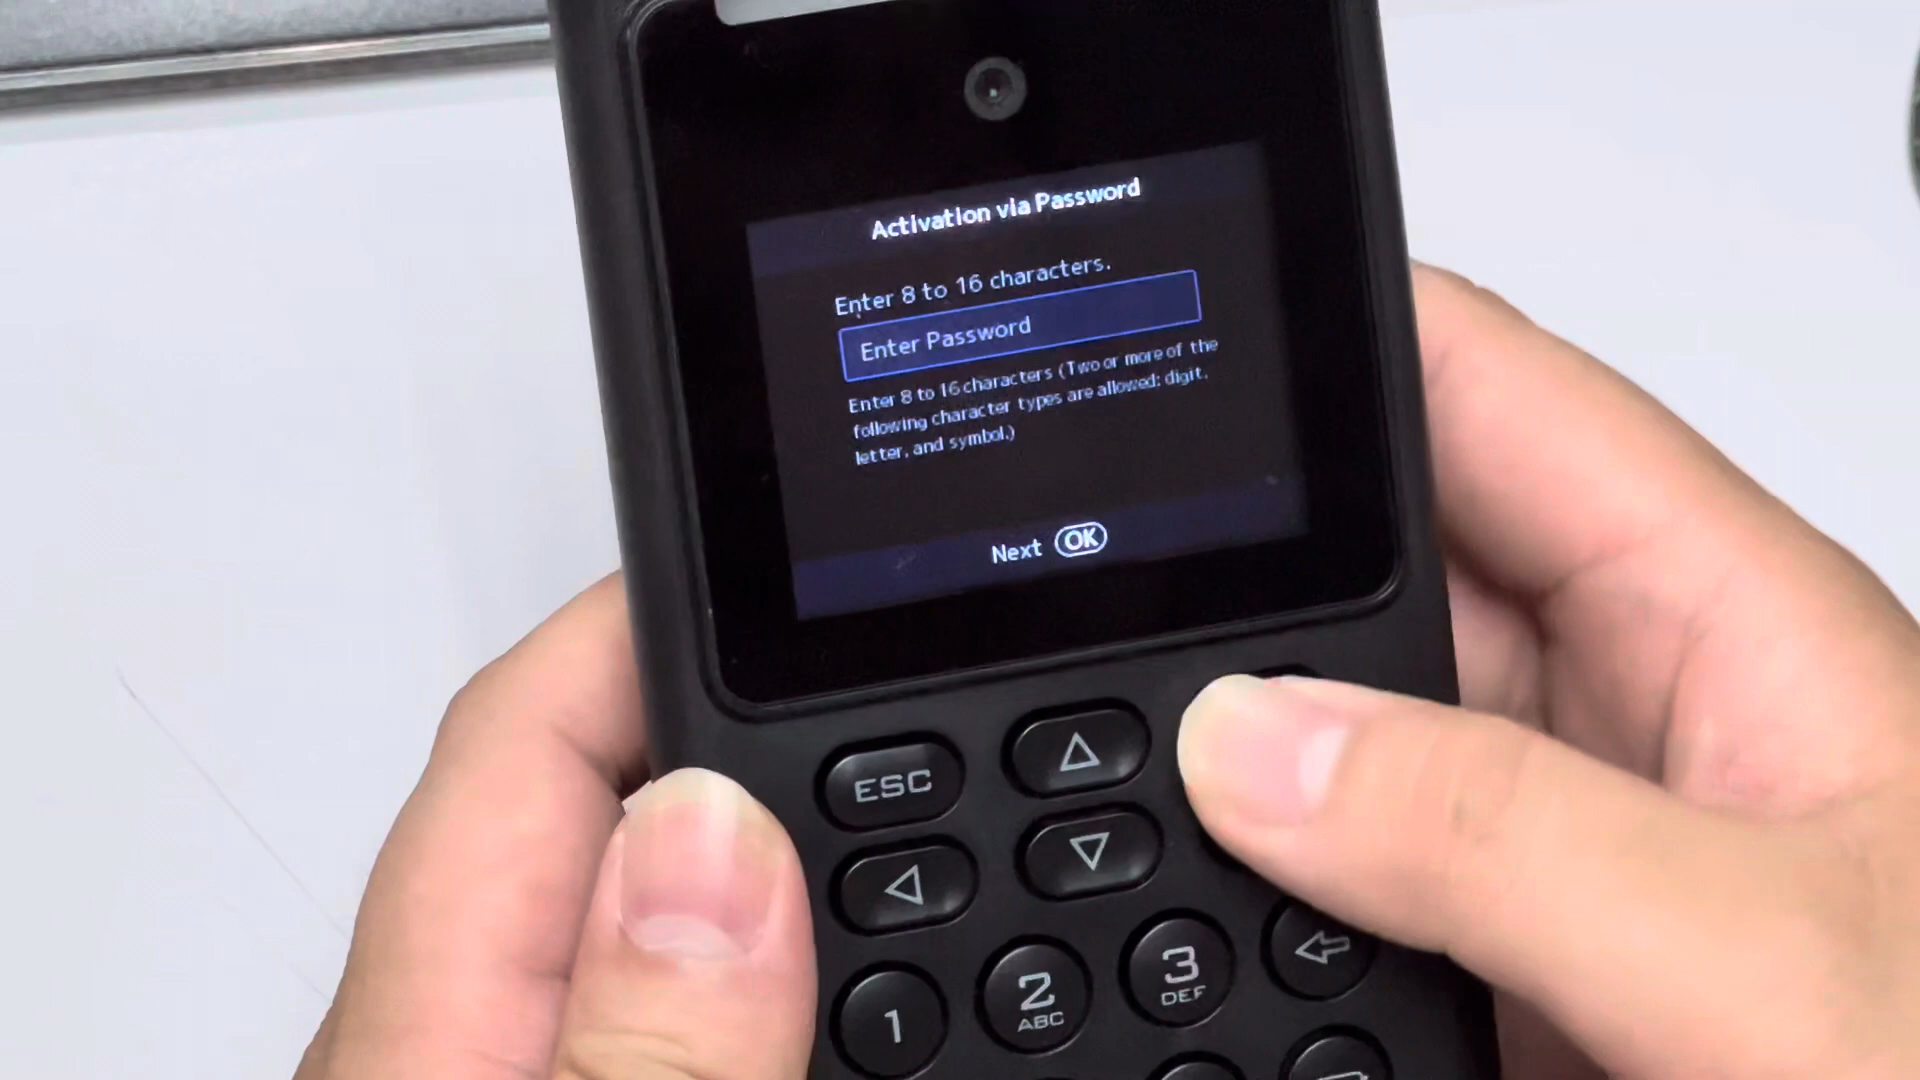 Activation via Password
Enter 8 to 16 characters.
Enter Password
Enter 8 to 16 characters (Two or more of the
following character types are allowed: digit,
letter, and symbol.)
Next OK
ESC
1
2
ABC
3
DEF